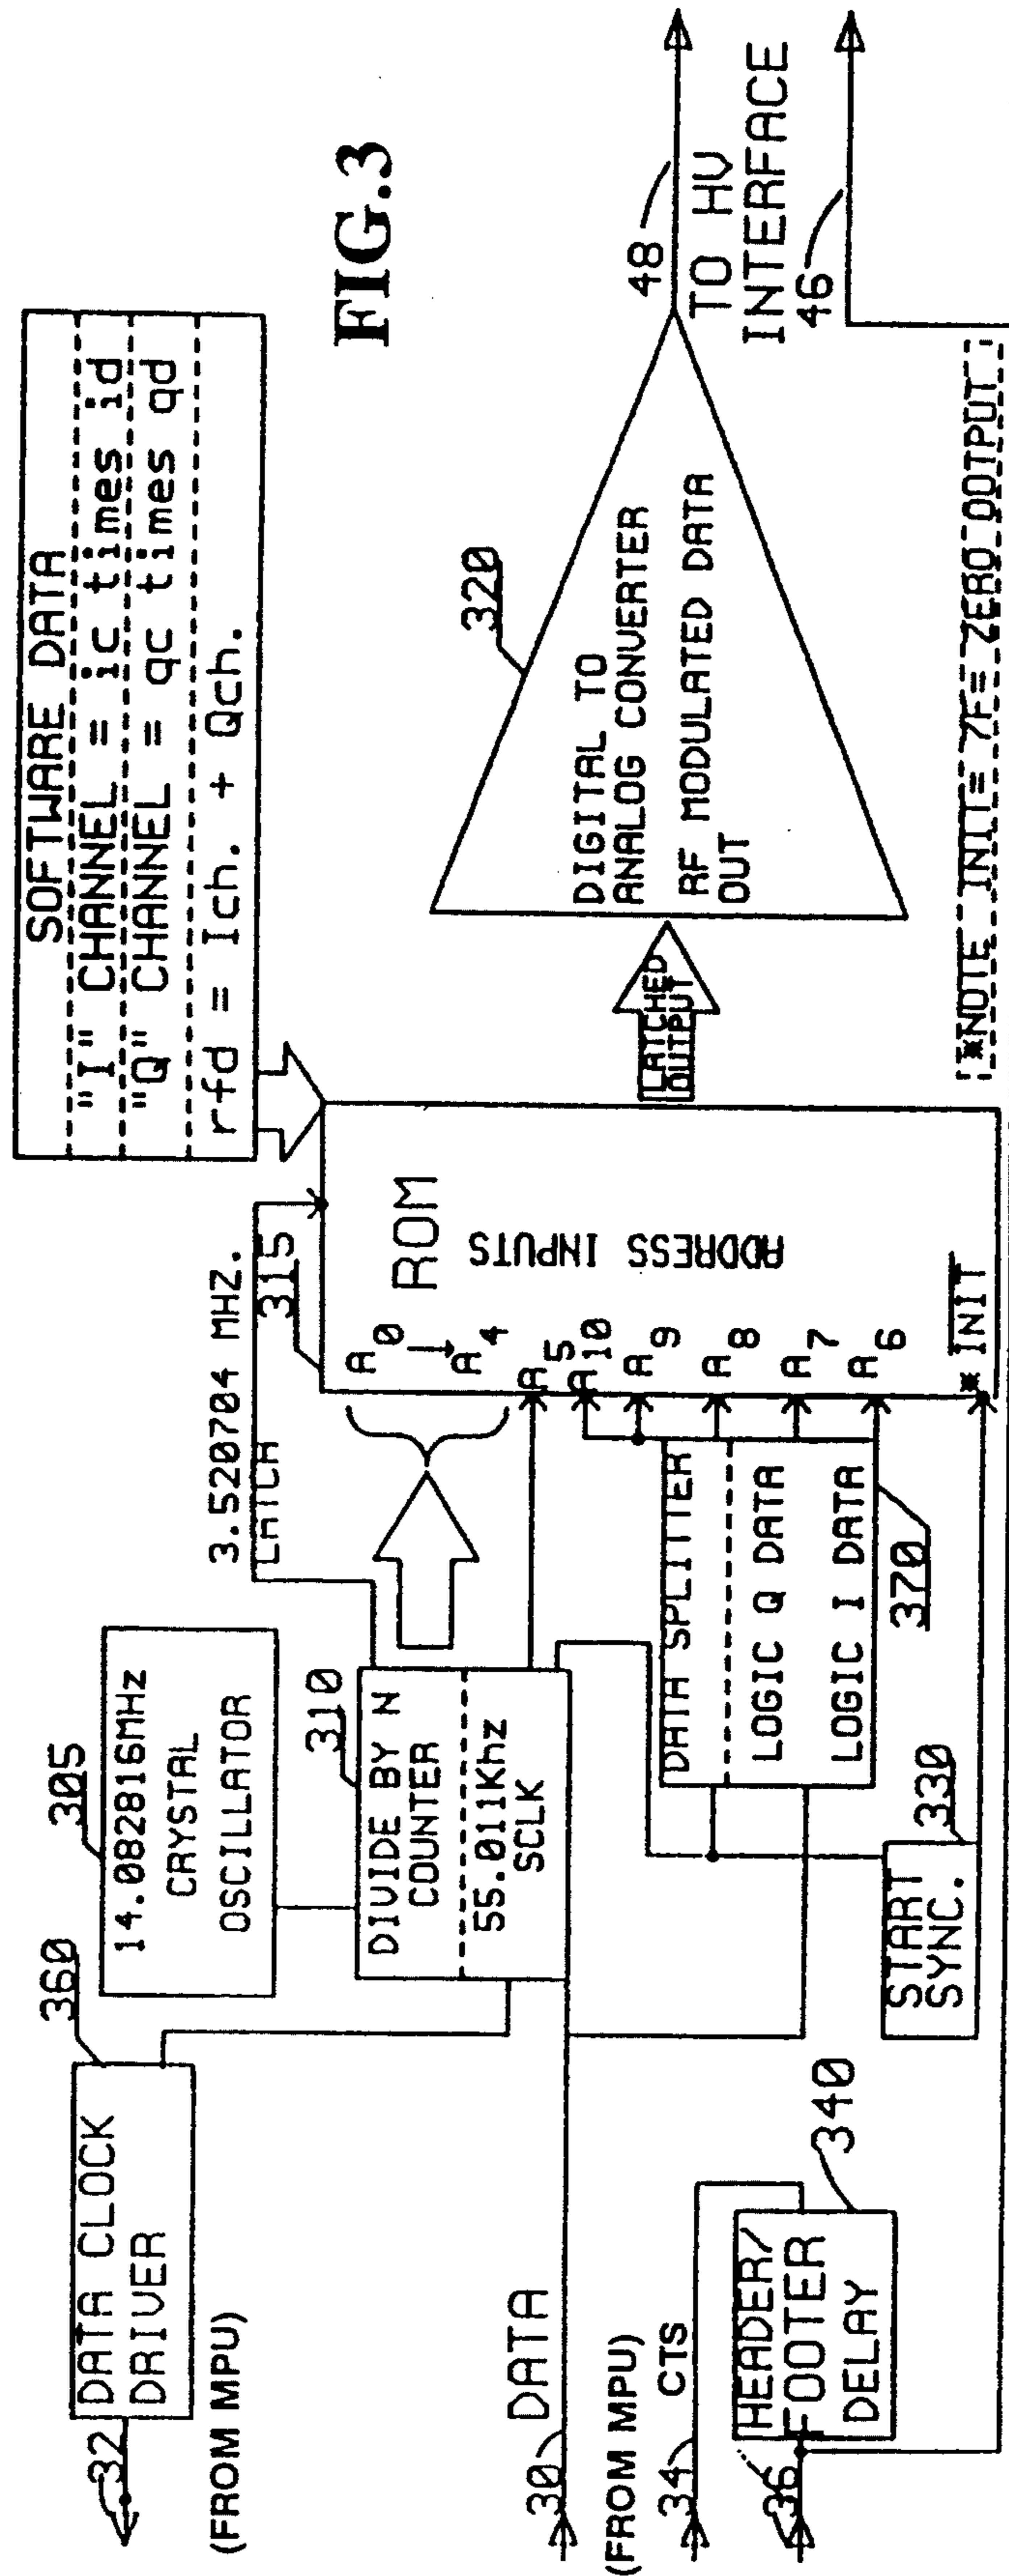 FIG.3
SOFTWARE DATA
"I" CHANNEL = ic times id
"Q" CHANNEL = qc times qd
rfd = Ich. + Qch.
360
DATA CLOCK
DRIVER
32
(FROM MPU)
305
14.082816MHz
CRYSTAL
OSCILLATOR
310
DIVIDE BY N
COUNTER
55.011Khz
SCLK
3.520704 MHZ.
LATCH
315
ROM
ADDRESS INPUTS
A0 → A4
A5
A10
A9
A8
A7
A6
* INIT
LATCHED
OUTPUT
320
DIGITAL TO
ANALOG CONVERTER
RF MODULATED DATA
OUT
48
TO HV
INTERFACE
46
*NOTE INIT= 7F= ZERO OUTPUT
DATA
30
(FROM MPU)
34
CTS
36
HEADER/
FOOTER
DELAY
340
DATA SPLITTER
LOGIC Q DATA
LOGIC I DATA
370
START
SYNC.
330